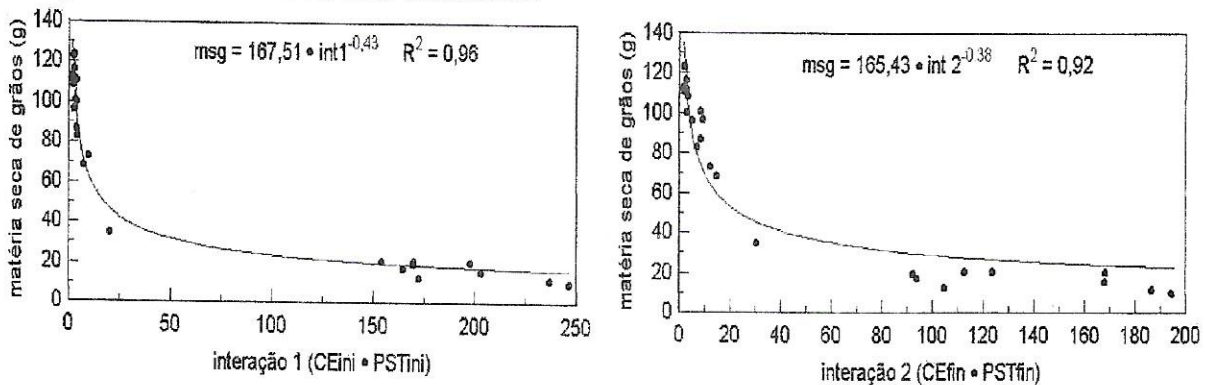 140
120
100
80
60
40
20
0
matéria seca de grãos (g)
msg = 167,51 • int1^-0,43 R² = 0,96
0 50 100 150 200 250
interação 1 (CEini • PSTini)
140
120
100
80
60
40
20
0
matéria seca de grãos (g)
msg = 165,43 • int 2^-0.38 R² = 0,92
0 20 40 60 80 100 120 140 160 180 200
interação 2 (CEfin • PSTfin)